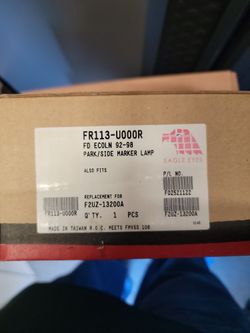 FR113-U000R
FD ECOLN 92-98
PARK/SIDE MARKER LAMP
EAGLE EYES
ALSO FITS
P/L NO.
FO2521122
REPLACEMENT FOR
F2UZ-13200A
FR113-U000R
Q'TY. 1 PCS
F2UZ-13200A
MADE IN TAIWAN R.O.C. MEETS FMVSS 108